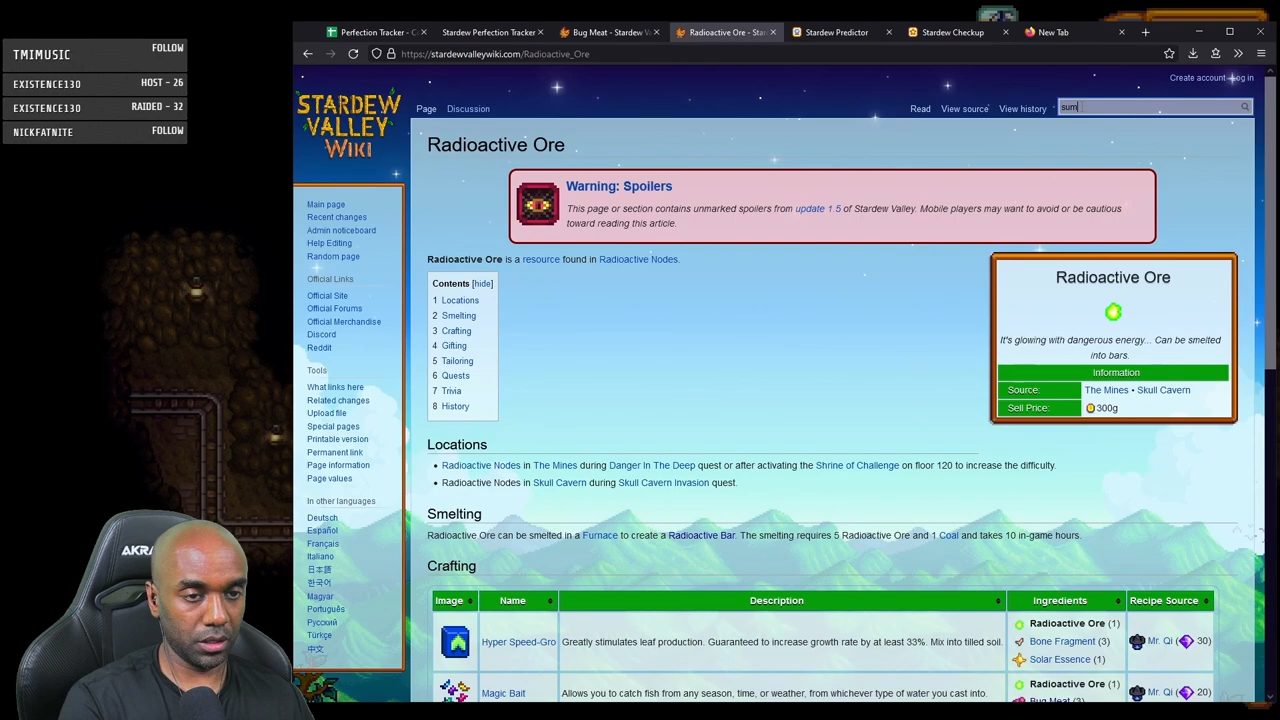 TMIMUSIC FOLLOW
EXISTENCE130 HOST - 26
EXISTENCE130 RAIDED - 32
NICKFATNITE FOLLOW
Perfection Tracker - C Stardew Perfection Tracker Bug Meat - Stardew V Radioactive Ore - Star Stardew Predictor Stardew Checkup New Tab
https://stardewvalleywiki.com/Radioactive_Ore
Create account Log in
STARDEW VALLEY Wiki
Page Discussion Read View source View history sum
Main page
Recent changes
Admin noticeboard
Help Editing
Random page
Official Links
Official Site
Official Forums
Official Merchandise
Discord
Reddit
Tools
What links here
Related changes
Upload file
Special pages
Printable version
Permanent link
Page information
Page values
In other languages
Deutsch
Español
Français
Italiano
日本語
한국어
Magyar
Português
Русский
Türkçe
中文
Radioactive Ore
Warning: Spoilers
This page or section contains unmarked spoilers from update 1.5 of Stardew Valley. Mobile players may want to avoid or be cautious
toward reading this article.
Radioactive Ore is a resource found in Radioactive Nodes.
Contents [hide]
1 Locations
2 Smelting
3 Crafting
4 Gifting
5 Tailoring
6 Quests
7 Trivia
8 History
Radioactive Ore
It's glowing with dangerous energy... Can be smelted
into bars.
Information
Source: The Mines • Skull Cavern
Sell Price: 300g
Locations
• Radioactive Nodes in The Mines during Danger In The Deep quest or after activating the Shrine of Challenge on floor 120 to increase the difficulty.
• Radioactive Nodes in Skull Cavern during Skull Cavern Invasion quest.
Smelting
Radioactive Ore can be smelted in a Furnace to create a Radioactive Bar. The smelting requires 5 Radioactive Ore and 1 Coal and takes 10 in-game hours.
Crafting
Image Name Description Ingredients Recipe Source
Hyper Speed-Gro Greatly stimulates leaf production. Guaranteed to increase growth rate by at least 33%. Mix into tilled soil. Radioactive Ore (1)
Bone Fragment (3)
Solar Essence (1)
Mr. Qi ( 30)
Magic Bait Allows you to catch fish from any season, time, or weather, from whichever type of water you cast into. Radioactive Ore (1)
Bug Meat (3)
Mr. Qi ( 20)
AKRA